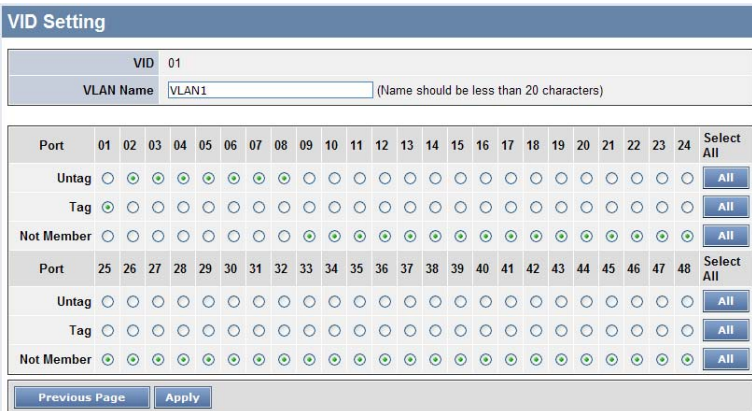 VID Setting
VID 01
VLAN Name VLAN1 (Name should be less than 20 characters)
Port 01 02 03 04 05 06 07 08 09 10 11 12 13 14 15 16 17 18 19 20 21 22 23 24 Select All
Untag All
Tag All
Not Member All
Port 25 26 27 28 29 30 31 32 33 34 35 36 37 38 39 40 41 42 43 44 45 46 47 48 Select All
Untag All
Tag All
Not Member All
Previous Page Apply